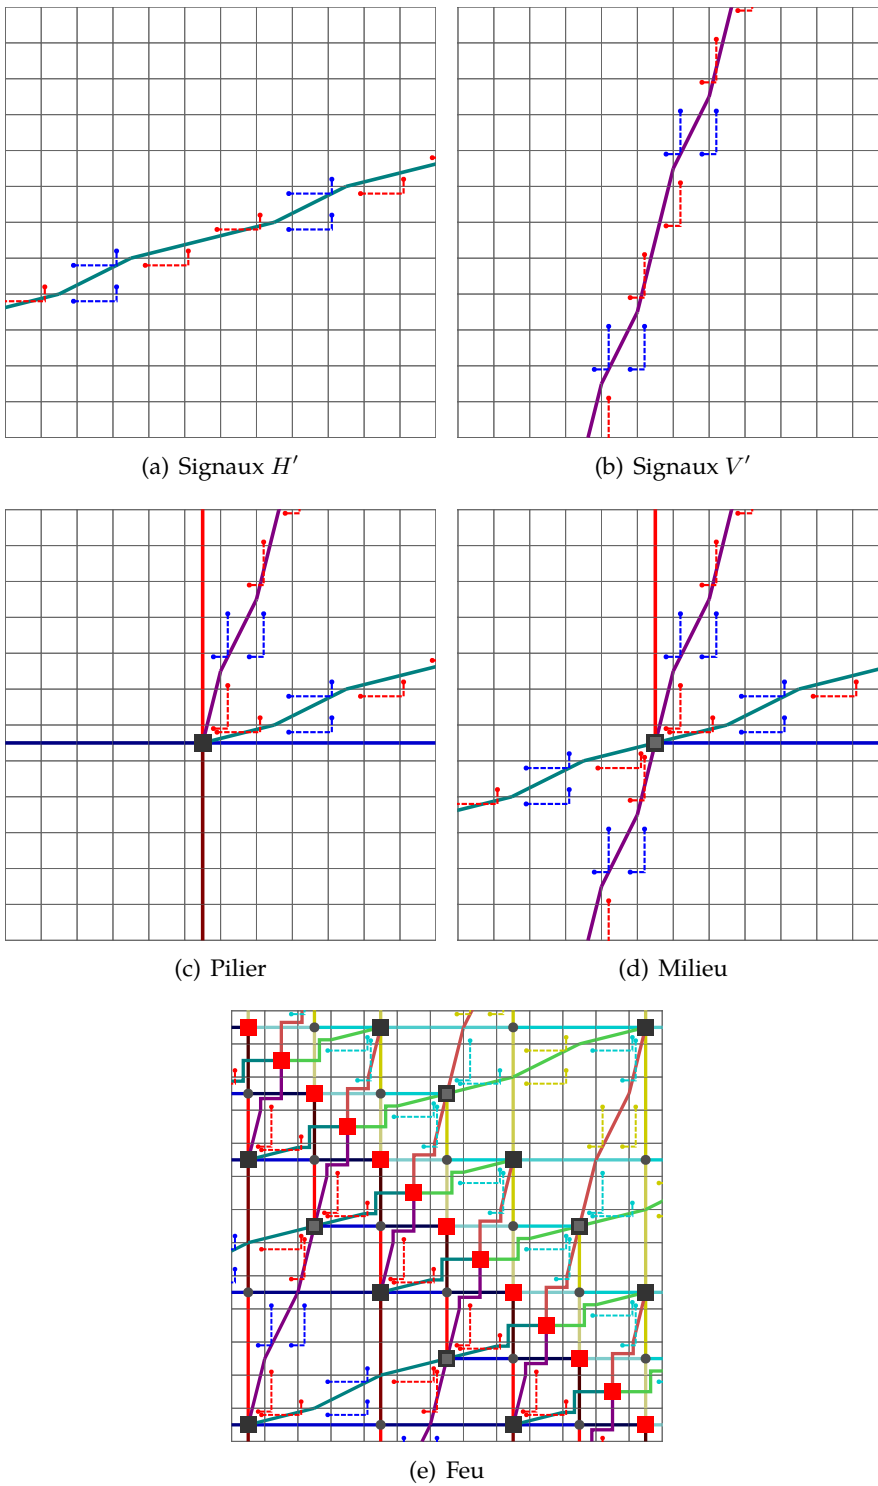 (a) Signaux H′
(b) Signaux V′
(c) Pilier
(d) Milieu
(e) Feu